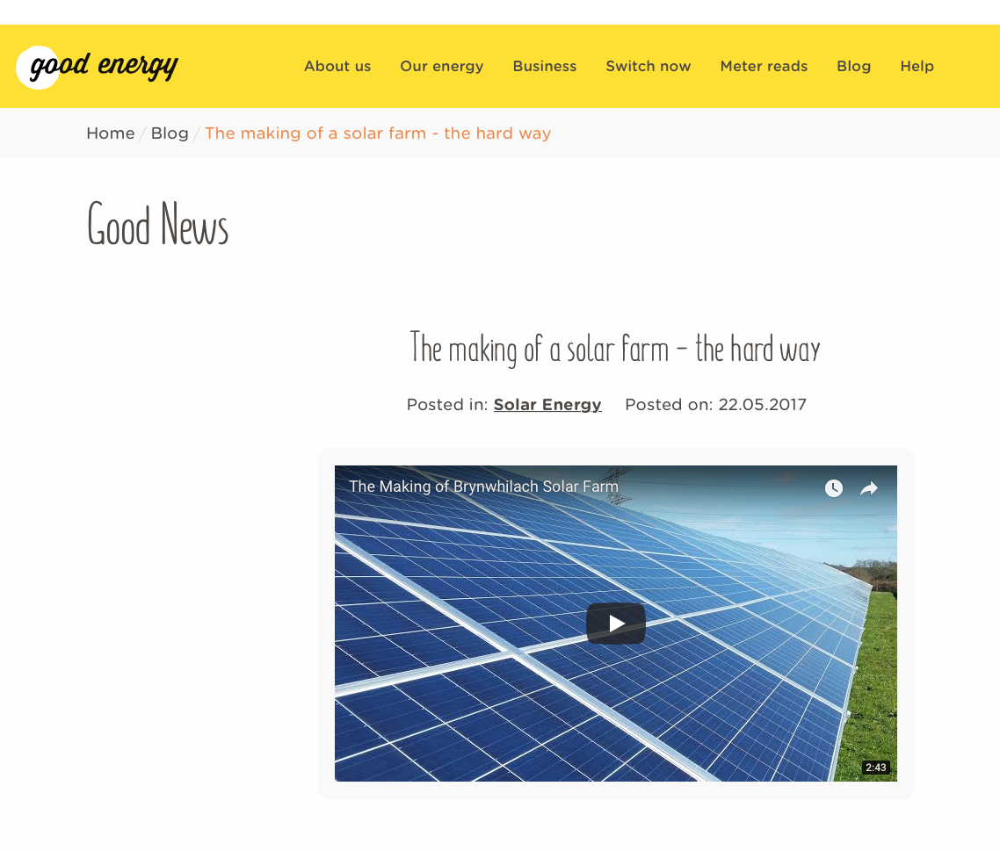 good energy
About us Our energy Business Switch now Meter reads Blog Help
Home / Blog / The making of a solar farm - the hard way
Good News
The making of a solar farm - the hard way
Posted in: Solar Energy Posted on: 22.05.2017
The Making of Brynwhilach Solar Farm
2:43